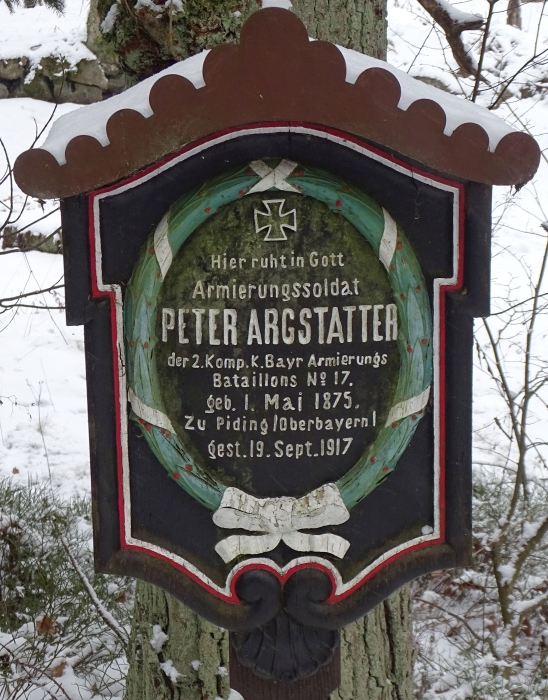 Hier ruht in Gott
Armierungssoldat
PETER ARGSTATTER
der 2. Komp. K. Bayr Armierungs
Bataillons No 17.
geb. 1. Mai 1875.
Zu Piding /Oberbayern/
gest. 19. Sept. 1917